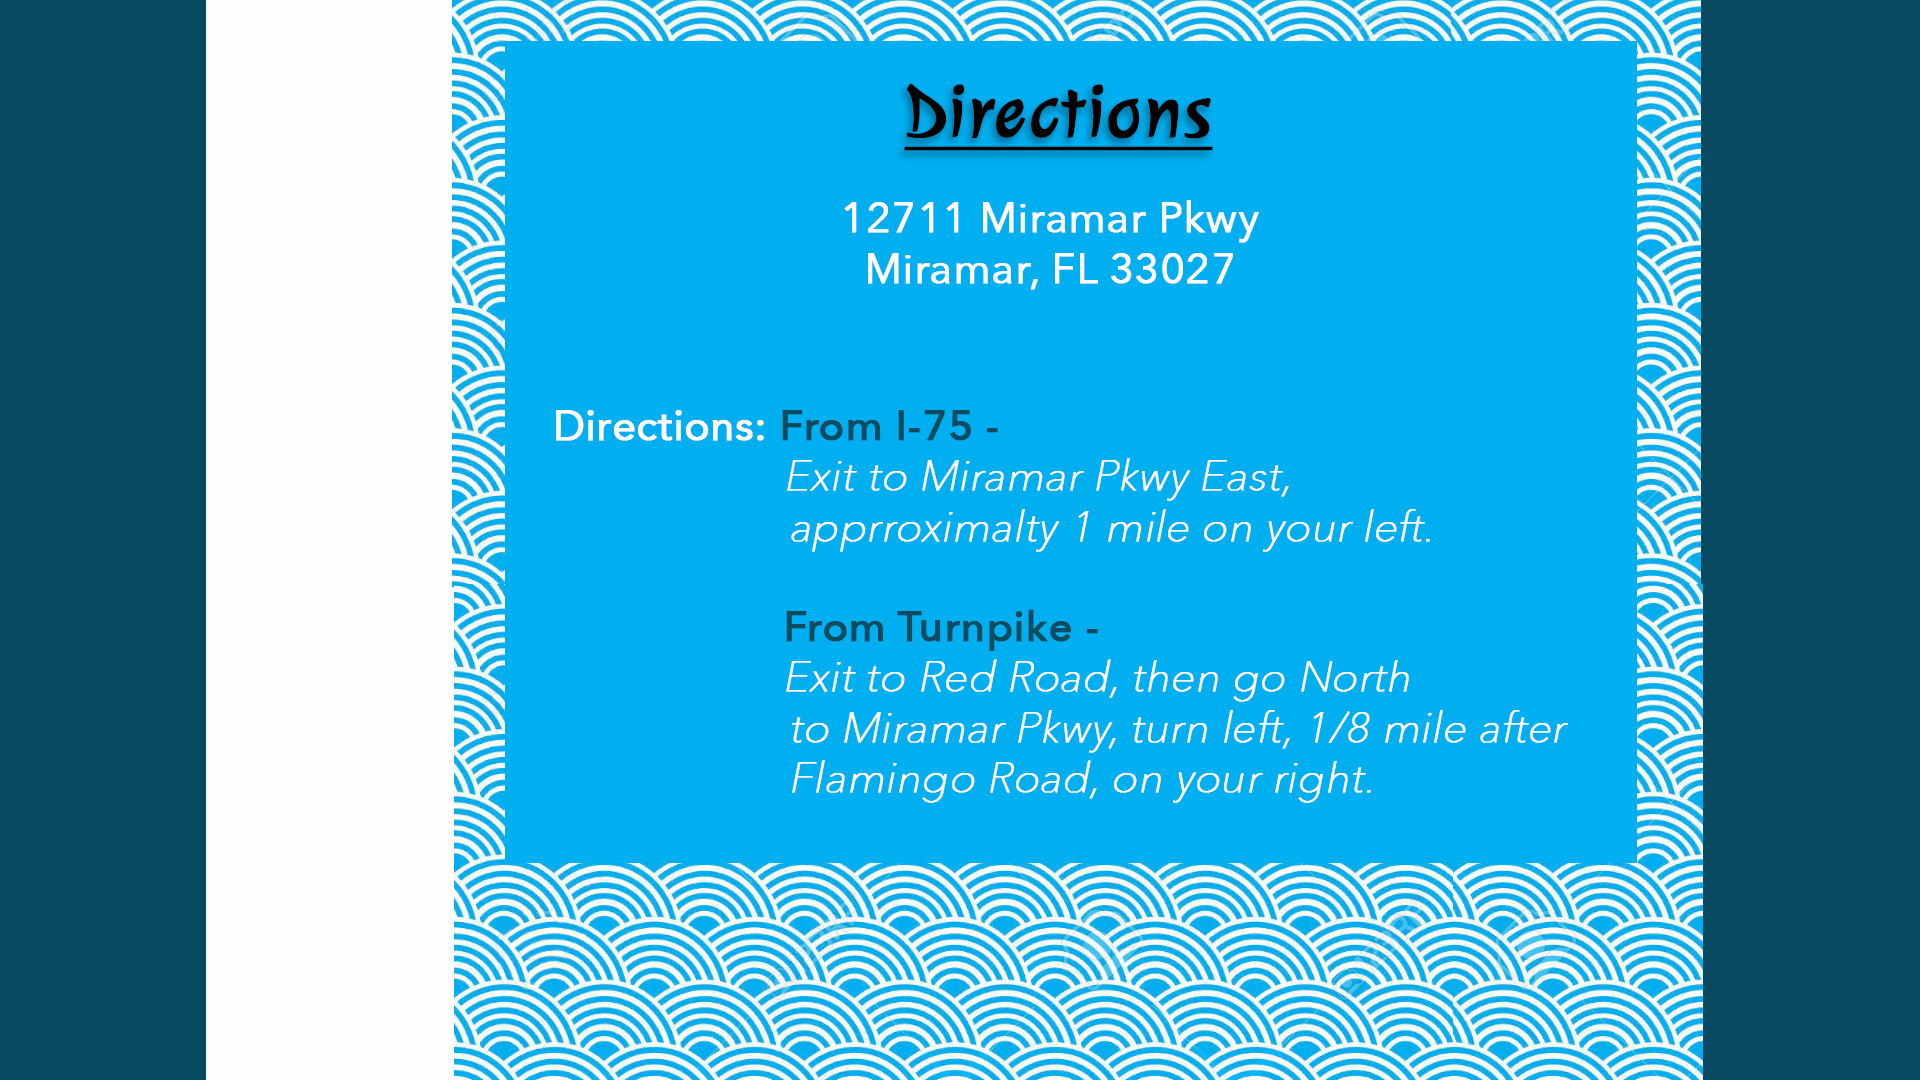 Directions
12711 Miramar Pkwy
Miramar, FL 33027
Directions: From I-75 -
Exit to Miramar Pkwy East,
apprroximalty 1 mile on your left.
From Turnpike -
Exit to Red Road, then go North
to Miramar Pkwy, turn left, 1/8 mile after
Flamingo Road, on your right.